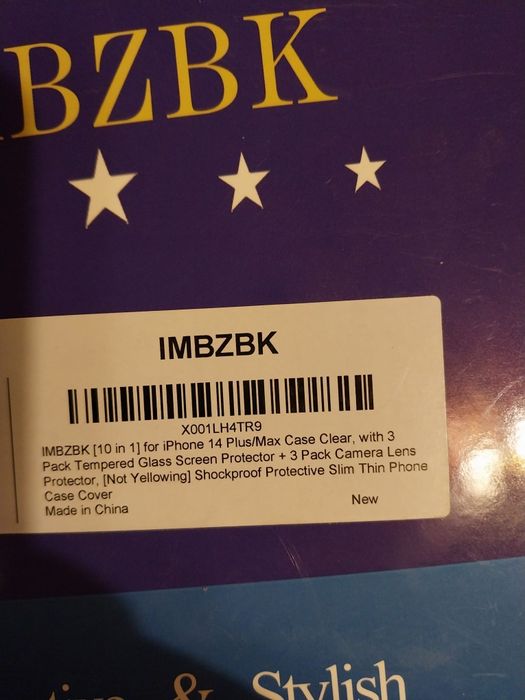 MBZBK
IMBZBK
X001LH4TR9
IMBZBK [10 in 1] for iPhone 14 Plus/Max Case Clear, with 3
Pack Tempered Glass Screen Protector + 3 Pack Camera Lens
Protector, [Not Yellowing] Shockproof Protective Slim Thin Phone
Case Cover
New
Made in China
& Stylish